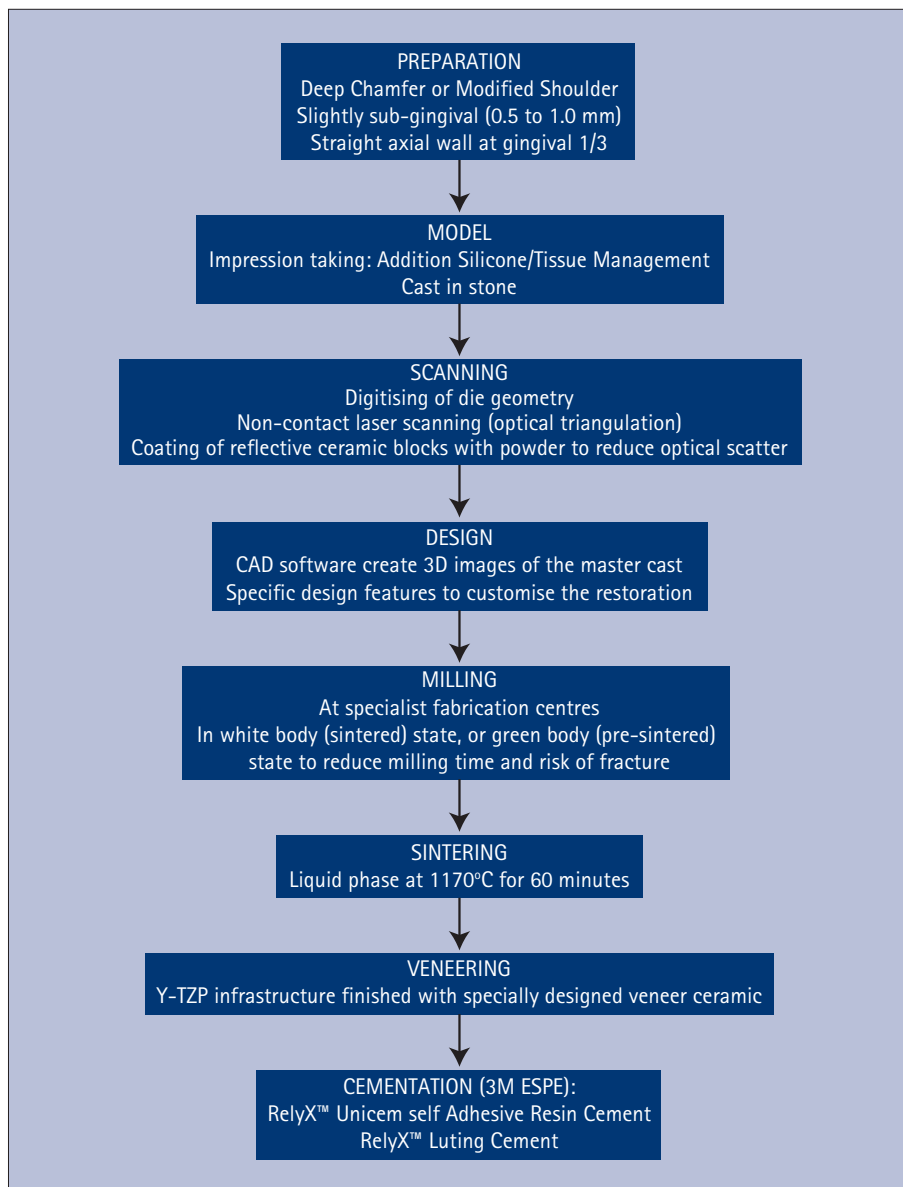 PREPARATION
Deep Chamfer or Modified Shoulder
Slightly sub-gingival (0.5 to 1.0 mm)
Straight axial wall at gingival 1/3
MODEL
Impression taking: Addition Silicone/Tissue Management
Cast in stone
SCANNING
Digitising of die geometry
Non-contact laser scanning (optical triangulation)
Coating of reflective ceramic blocks with powder to reduce optical scatter
DESIGN
CAD software create 3D images of the master cast
Specific design features to customise the restoration
MILLING
At specialist fabrication centres
In white body (sintered) state, or green body (pre-sintered)
state to reduce milling time and risk of fracture
SINTERING
Liquid phase at 1170°C for 60 minutes
VENEERING
Y-TZP infrastructure finished with specially designed veneer ceramic
CEMENTATION (3M ESPE):
RelyX™ Unicem self Adhesive Resin Cement
RelyX™ Luting Cement